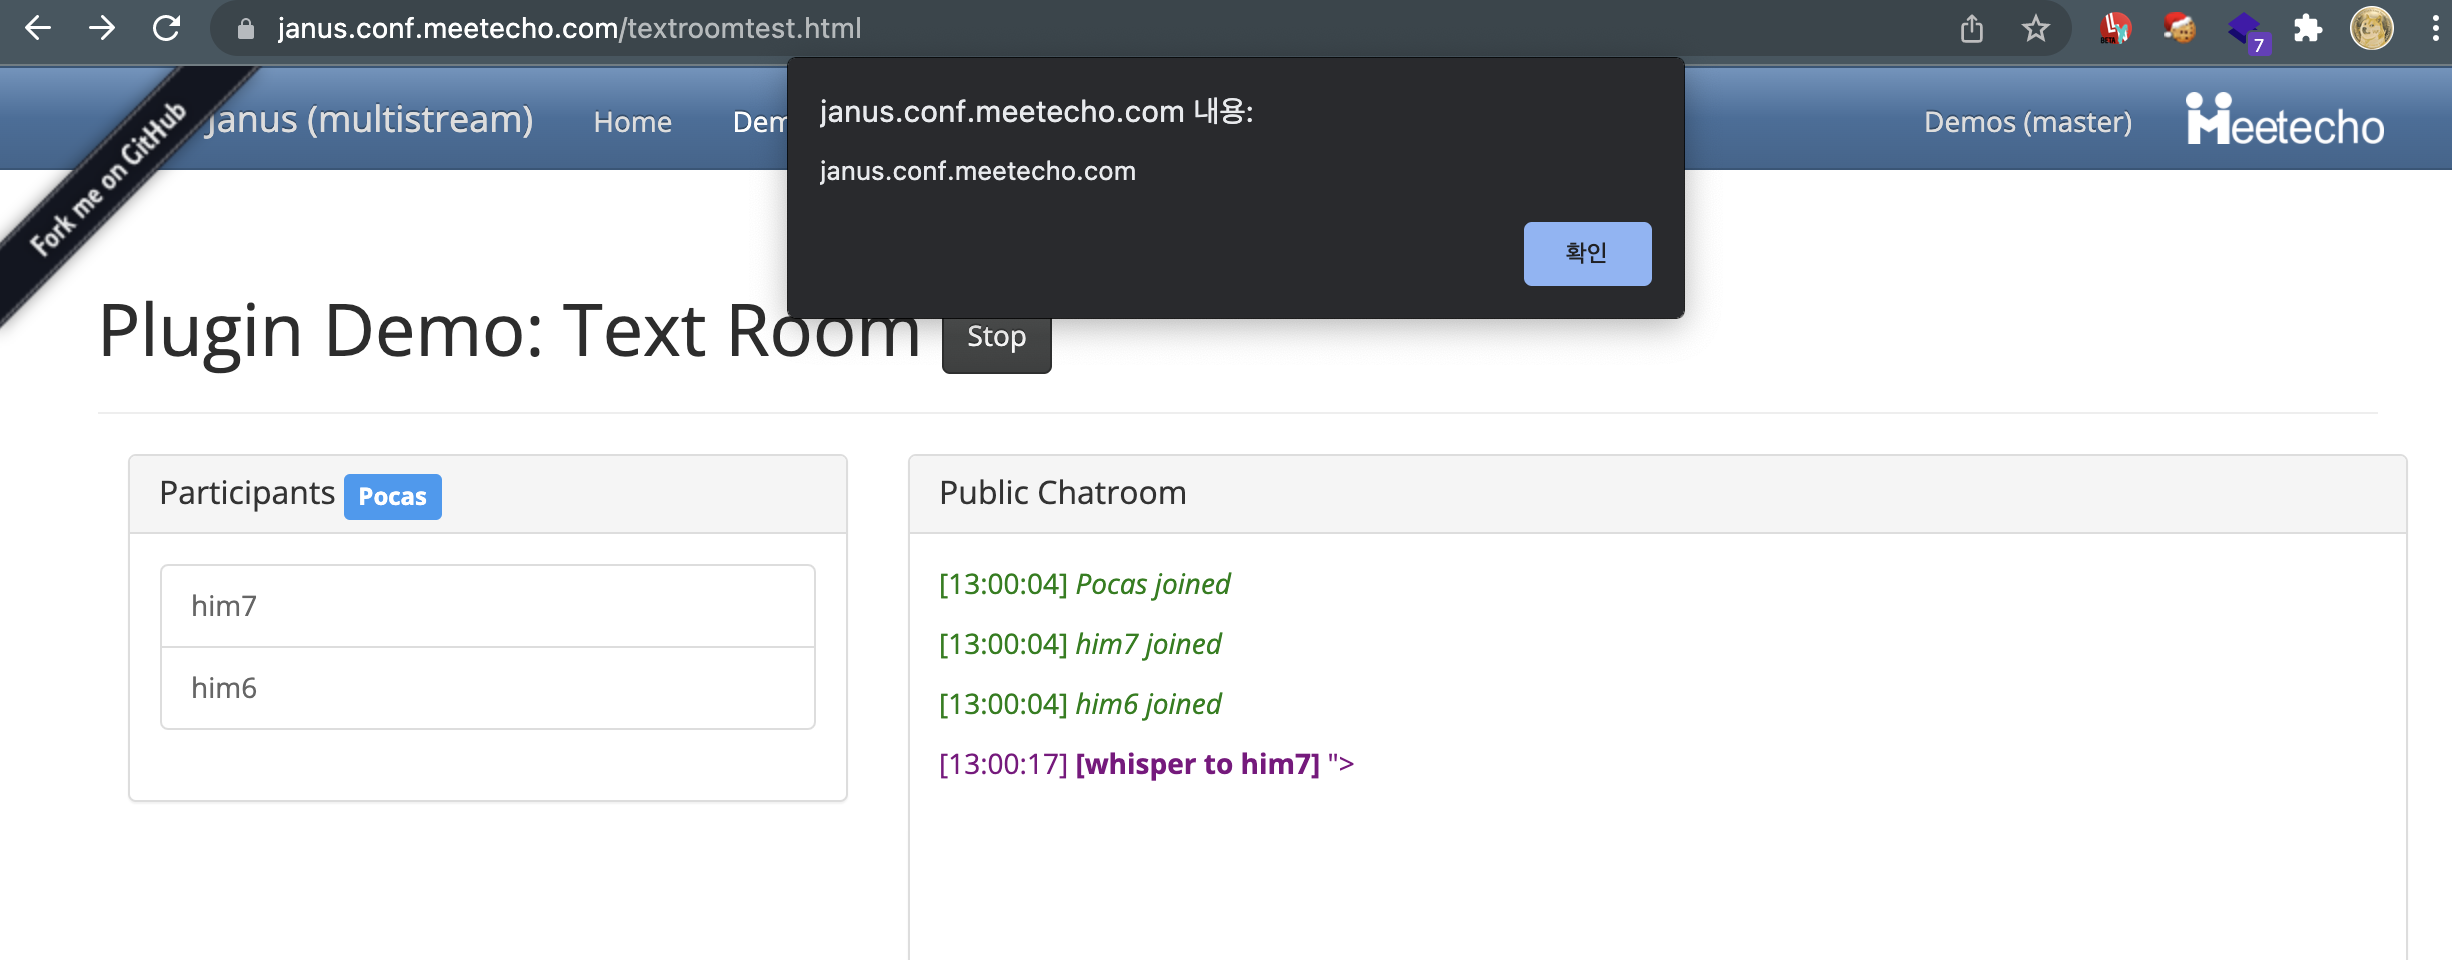 janus.conf.meetecho.com/textroomtest.html
BETA
7
Fork me on GitHub
Janus (multistream)
Home
Dem
Demos (master)
Meetecho
janus.conf.meetecho.com 내용:
janus.conf.meetecho.com
확인
Plugin Demo: Text Room
Stop
Participants Pocas
him7
him6
Public Chatroom
[13:00:04] Pocas joined
[13:00:04] him7 joined
[13:00:04] him6 joined
[13:00:17] [whisper to him7] ">